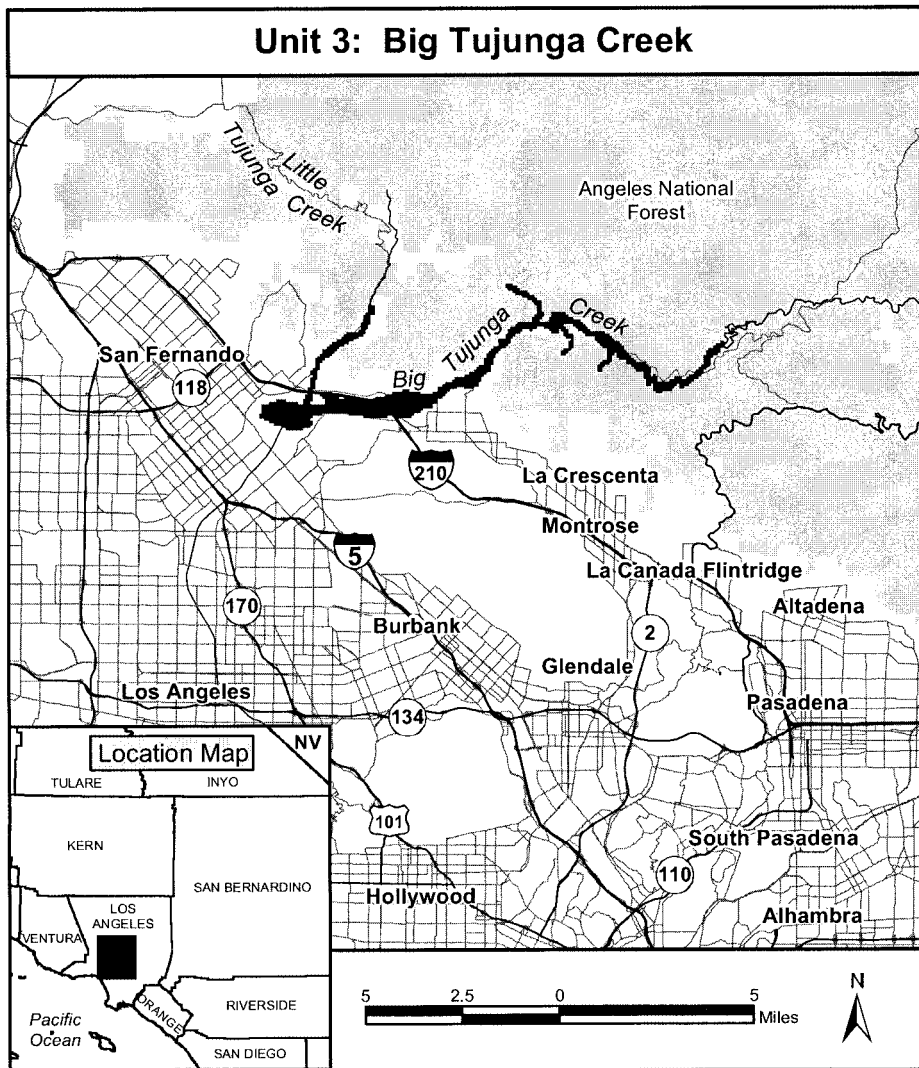 Unit 3: Big Tujunga Creek
Little
Tujunga Creek
Angeles National
Forest
Big Tujunga Creek
San Fernando
118
210
La Crescenta
Montrose
La Canada Flintridge
5
170
Altadena
Burbank
2
Glendale
Los Angeles
Pasadena
134
101
South Pasadena
110
Hollywood
Alhambra
Location Map
NV
TULARE
INYO
KERN
SAN BERNARDINO
LOS
ANGELES
VENTURA
ORANGE
RIVERSIDE
Pacific
Ocean
SAN DIEGO
5 2.5 0 5
Miles
N